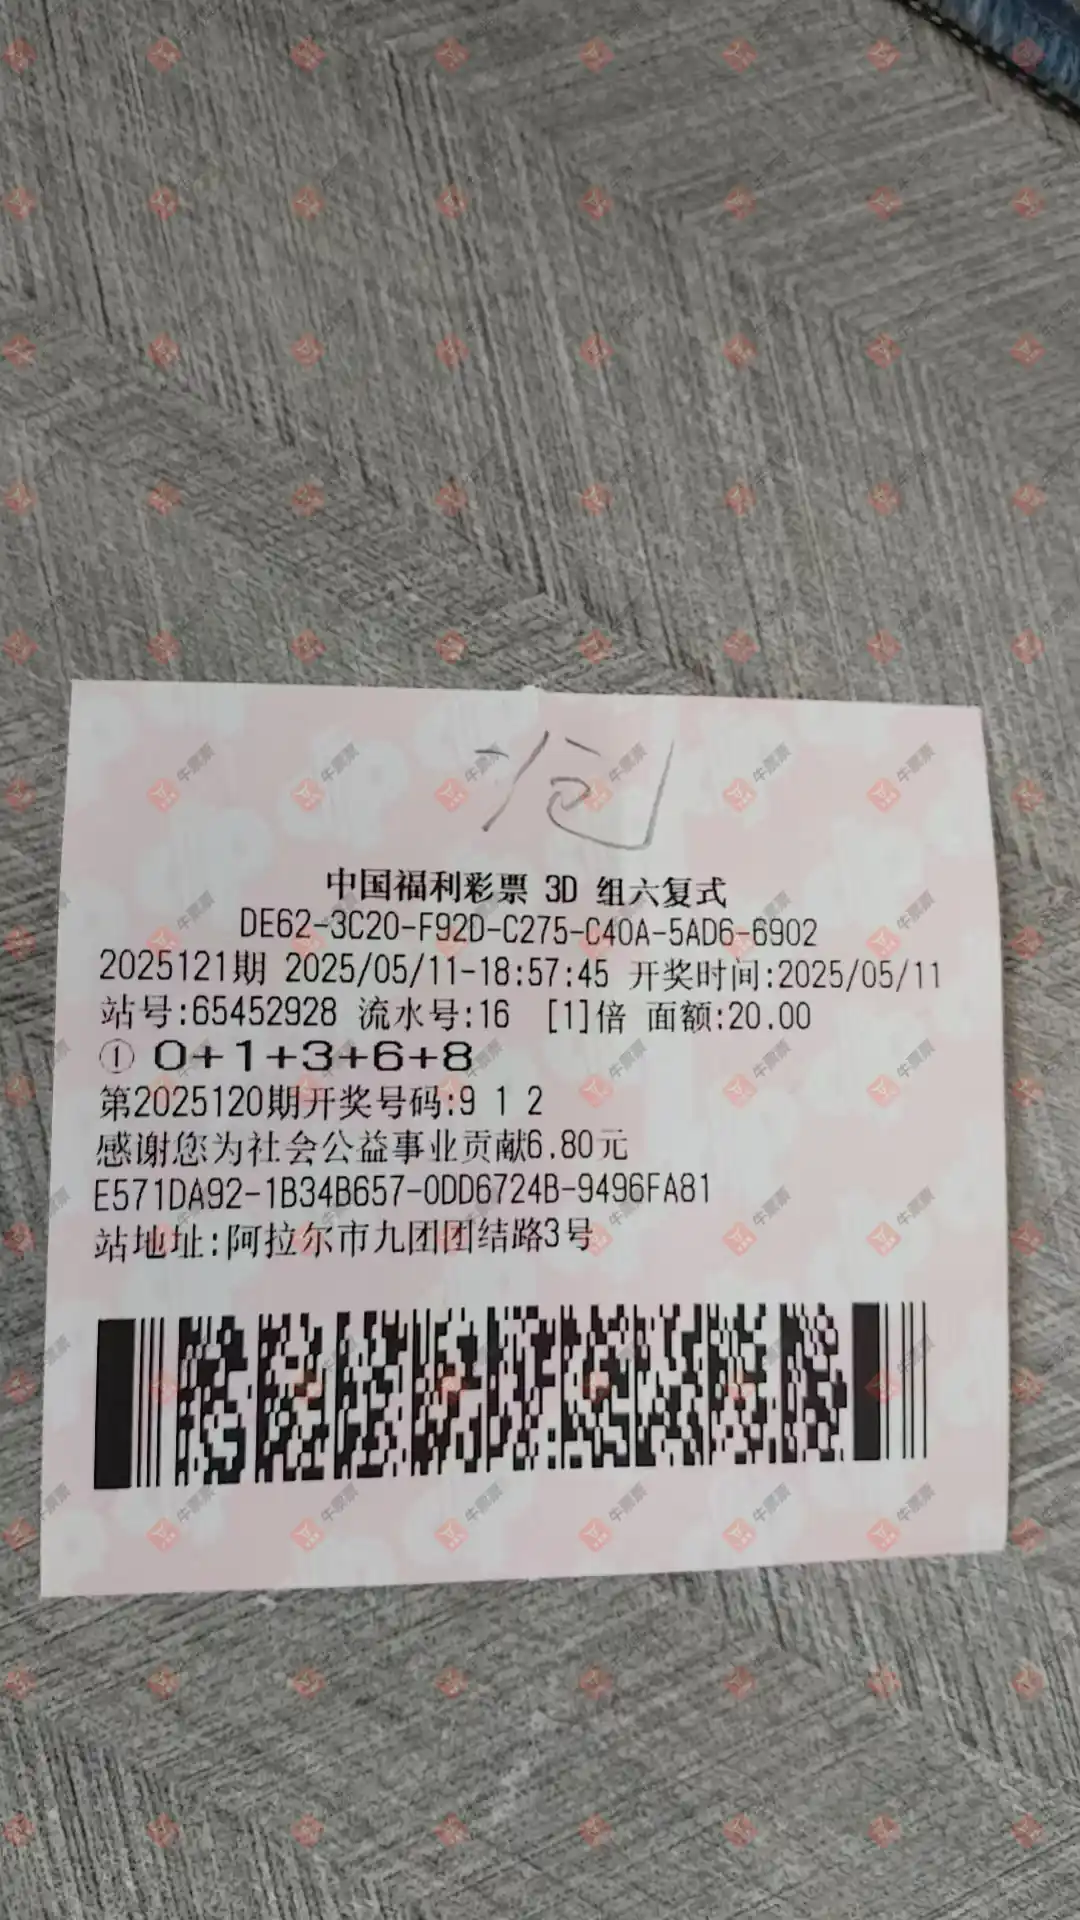 中国福利彩票 3D 组六复式
DE62-3C20-F92D-C275-C40A-5AD6-6902
2025121期 2025/05/11-18:57:45 开奖时间:2025/05/11
站号:65452928 流水号:16 [1]倍 面额:20.00
① 0+1+3+6+8
第2025120期开奖号码:9 1 2
感谢您为社会公益事业贡献6.80元
E571DA92-1B34B657-0DD6724B-9496FA81
站地址:阿拉尔市九团团结路3号
牛票票